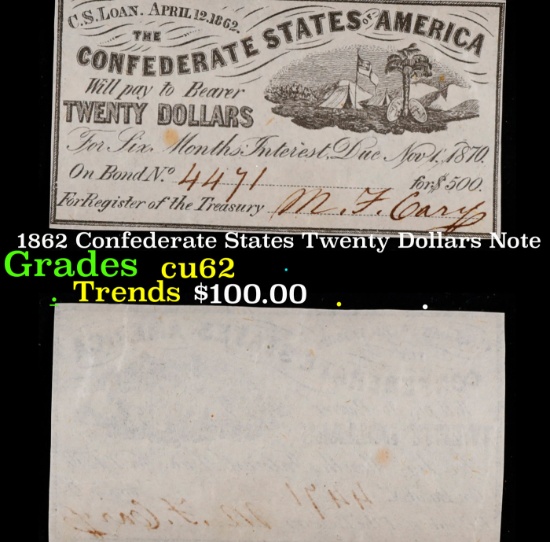 C.S. LOAN. APRIL 12. 1862.
THE
CONFEDERATE STATES OF AMERICA
Will pay to Bearer
TWENTY DOLLARS
For Six Months Interest Due Nov 1, 1870.
On Bond No. 4471 for $500.
For Register of the Treasury M. F. Cary
1862 Confederate States Twenty Dollars Note
Grades cu62
Trends $100.00